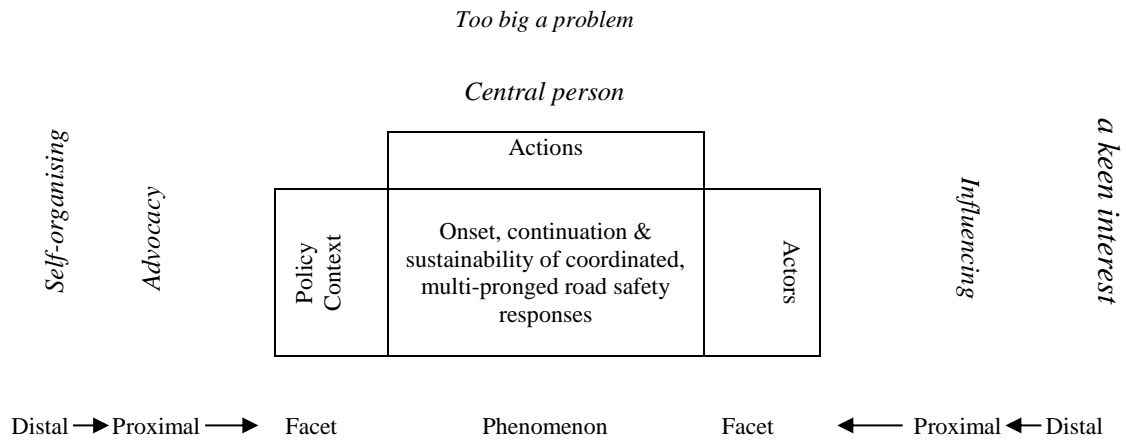 Too big a problem
Central person
Self-organising
Advocacy
Policy
Context
Actions
Onset, continuation &
sustainability of coordinated,
multi-pronged road safety
responses
Actors
Influencing
a keen interest
Distal Proximal Facet Phenomenon Facet Proximal Distal